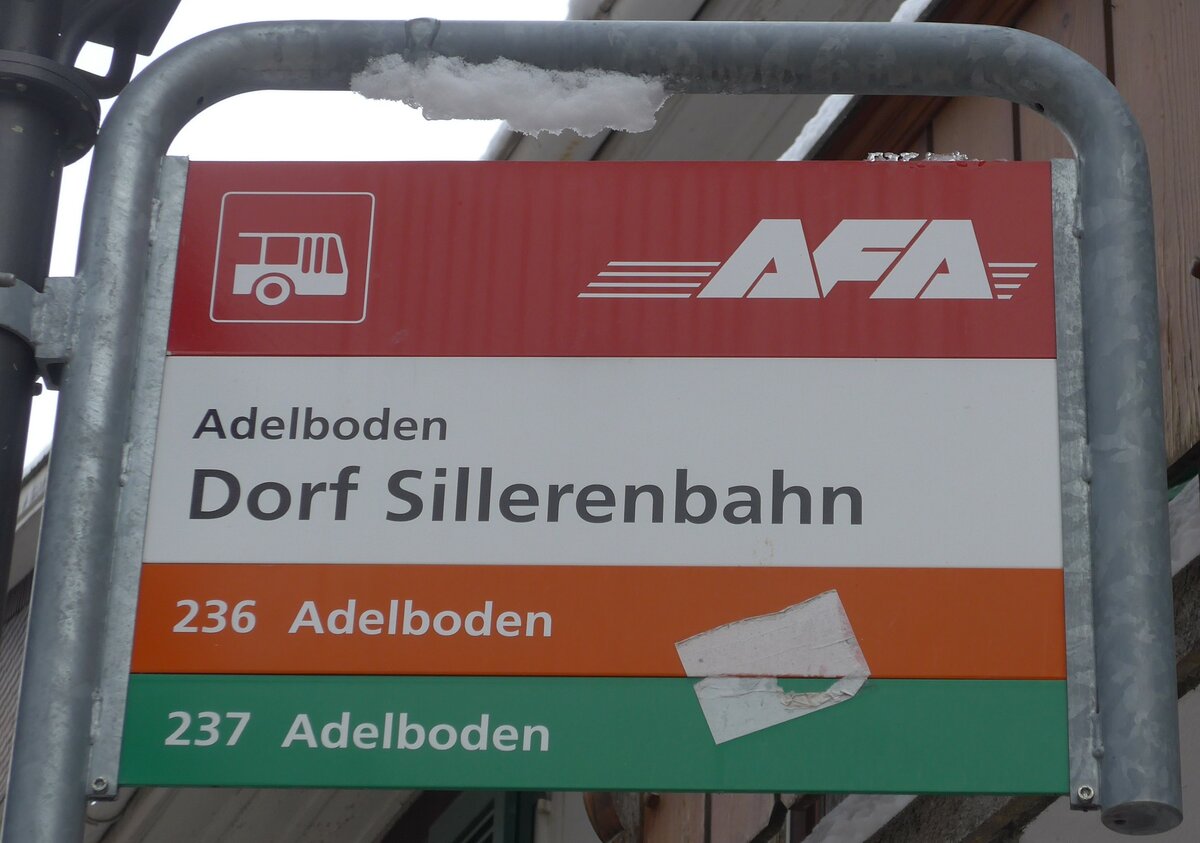 AFA
Adelboden
Dorf Sillerenbahn
236 Adelboden
237 Adelboden